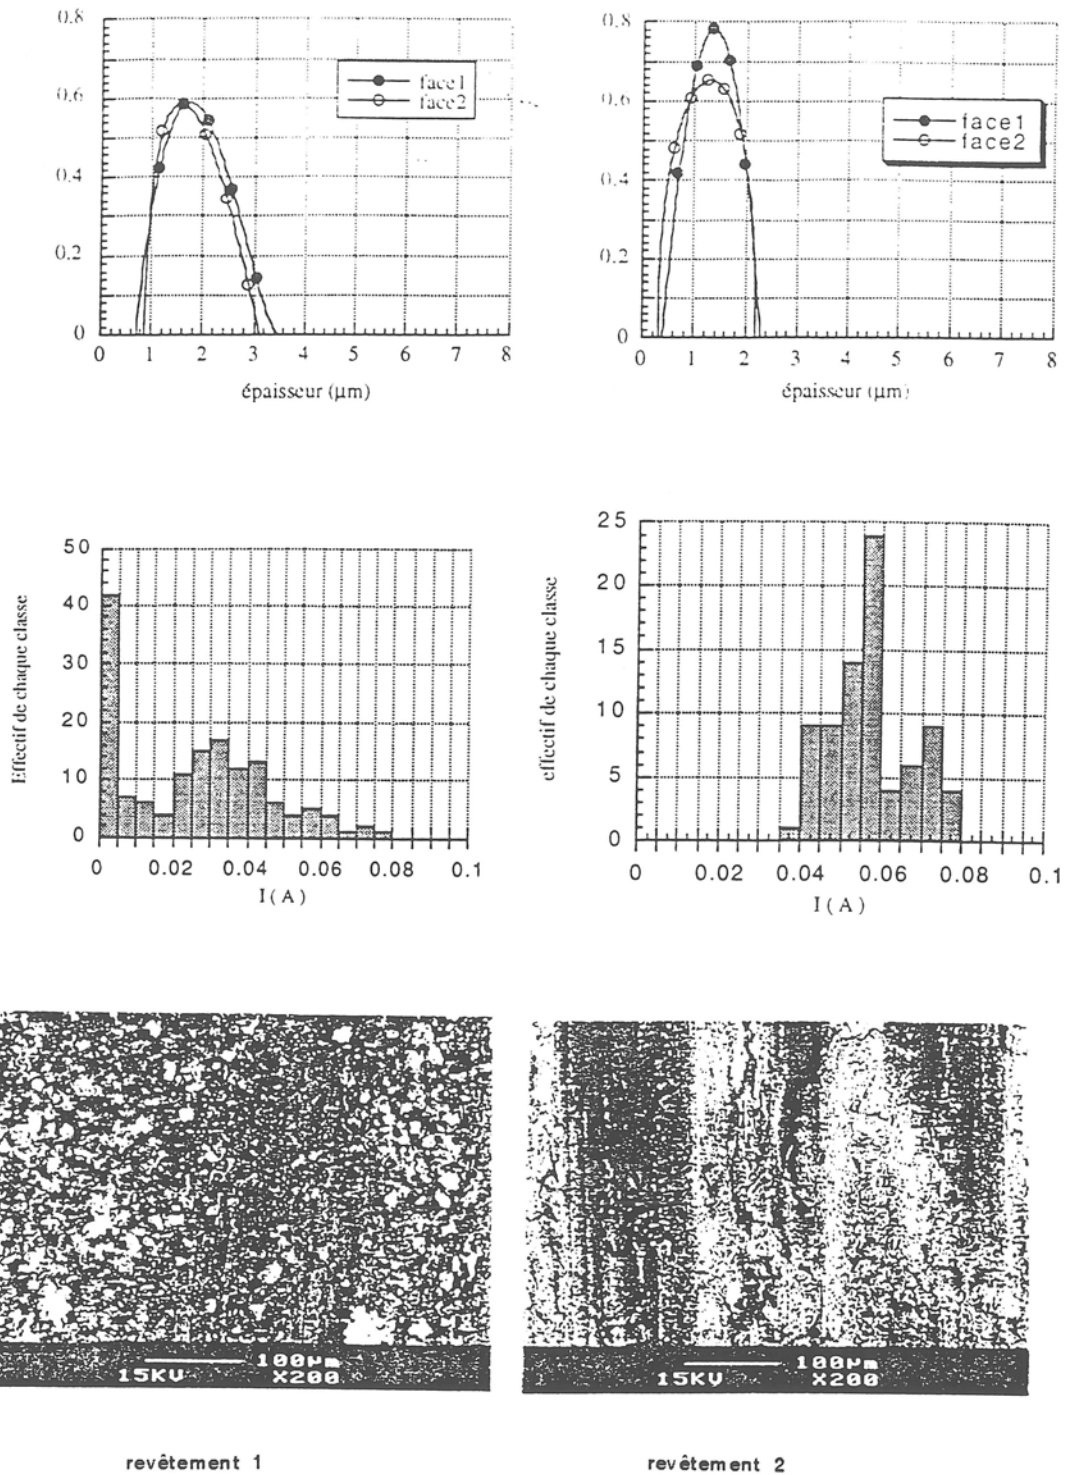 0.8
0.6
0.4
0.2
0
face1
face2
0 1 2 3 4 5 6 7 8
épaisseur (µm)
0.8
0.6
0.4
0.2
0
face1
face2
0 1 2 3 4 5 6 7 8
épaisseur (µm)
Effectif de chaque classe
50
40
30
20
10
0
0 0.02 0.04 0.06 0.08 0.1
I ( A )
effectif de chaque classe
25
20
15
10
5
0
0 0.02 0.04 0.06 0.08 0.1
I ( A )
100µm
15KV X200
100µm
15KV X200
revêtement 1
revêtement 2